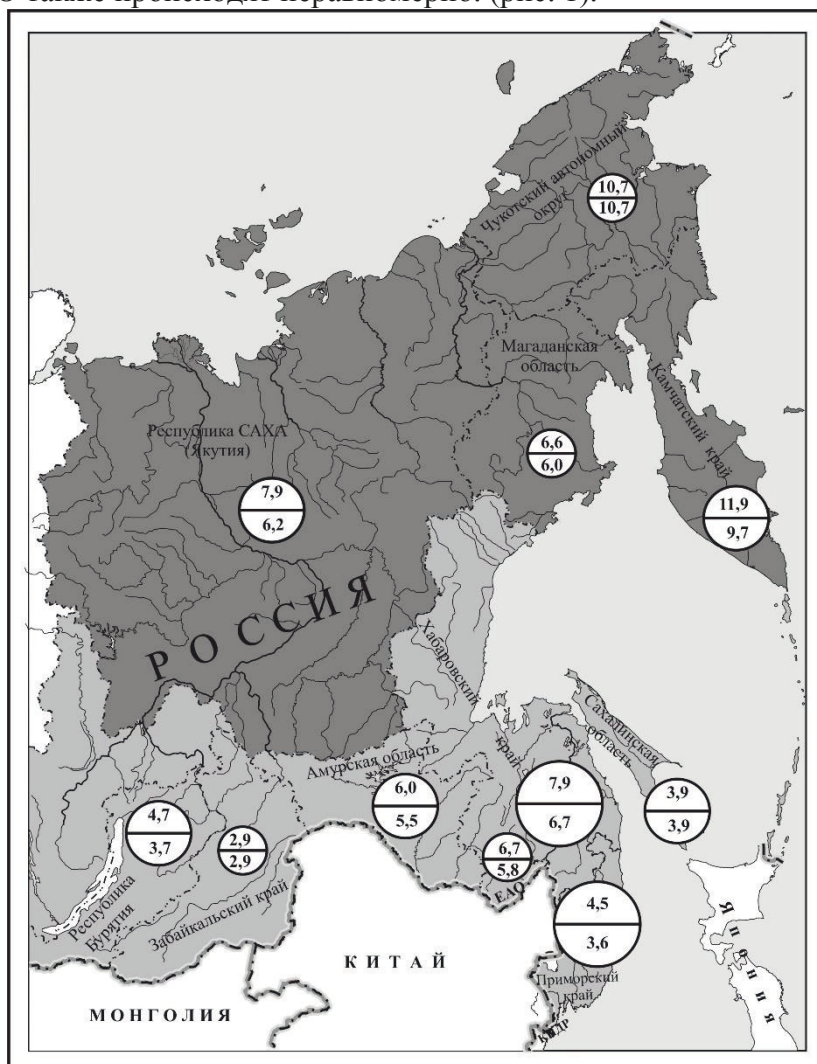 также происходит неравномерно. (рис. 1).
Чукотский автономный
округ
10,7
10,7
Магаданская
область
Камчатский край
Республика САХА
(Якутия)
6,6
6,0
7,9
6,2
11,9
9,7
РОССИЯ
Хабаровский
край
Сахалинская
область
Амурская область
6,0
5,5
7,9
6,7
3,9
3,9
4,7
3,7
2,9
2,9
6,7
5,8
ЕАО
Республика
Бурятия
Забайкальский край
4,5
3,6
КИТАЙ
Япония
Приморский
край
МОНГОЛИЯ
КНДР